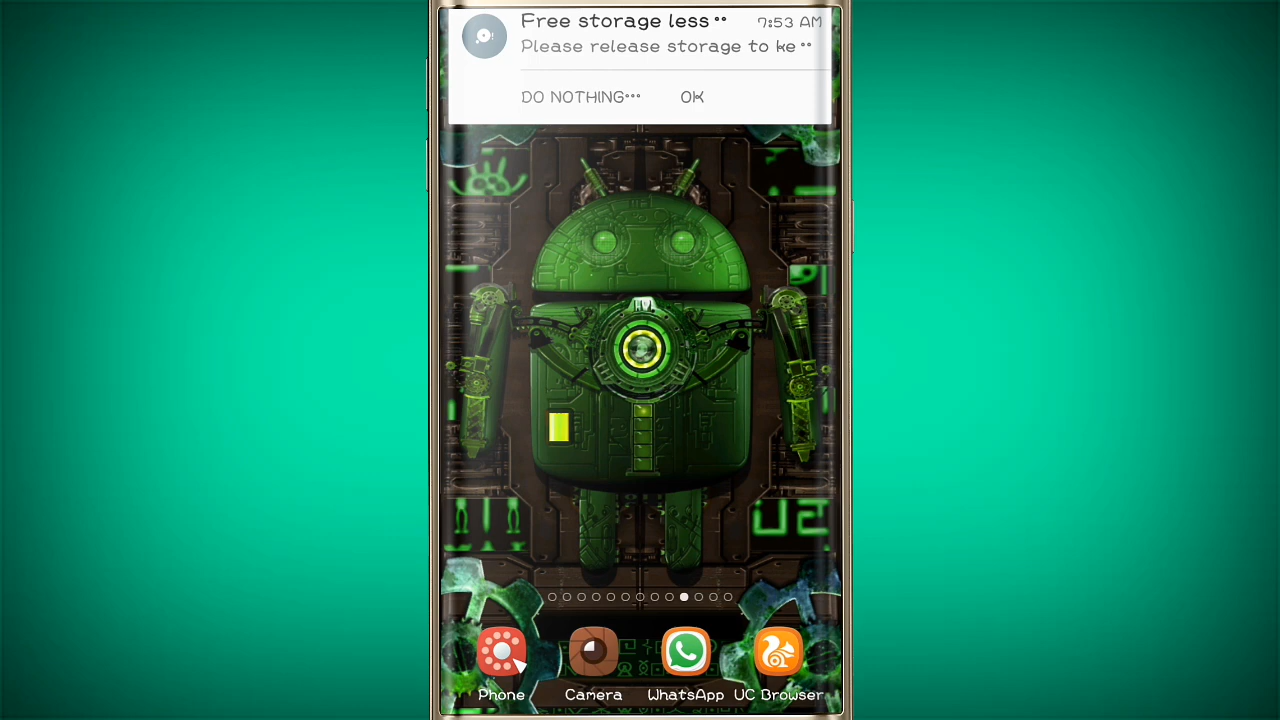 Free storage less••
7:53 AM
Please release storage to ke••
DO NOTHING•••
OK
U2
Phone
Camera
WhatsApp
UC Browser